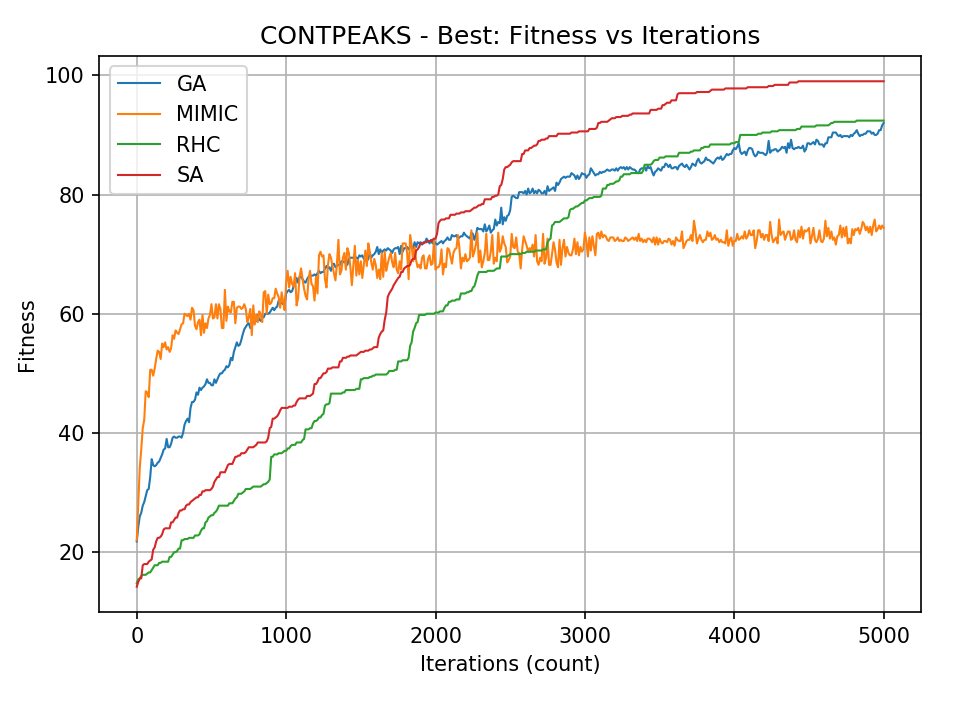 CONTPEAKS - Best: Fitness vs Iterations
100
80
60
40
20
Fitness
GA
MIMIC
RHC
SA
0 1000 2000 3000 4000 5000
Iterations (count)